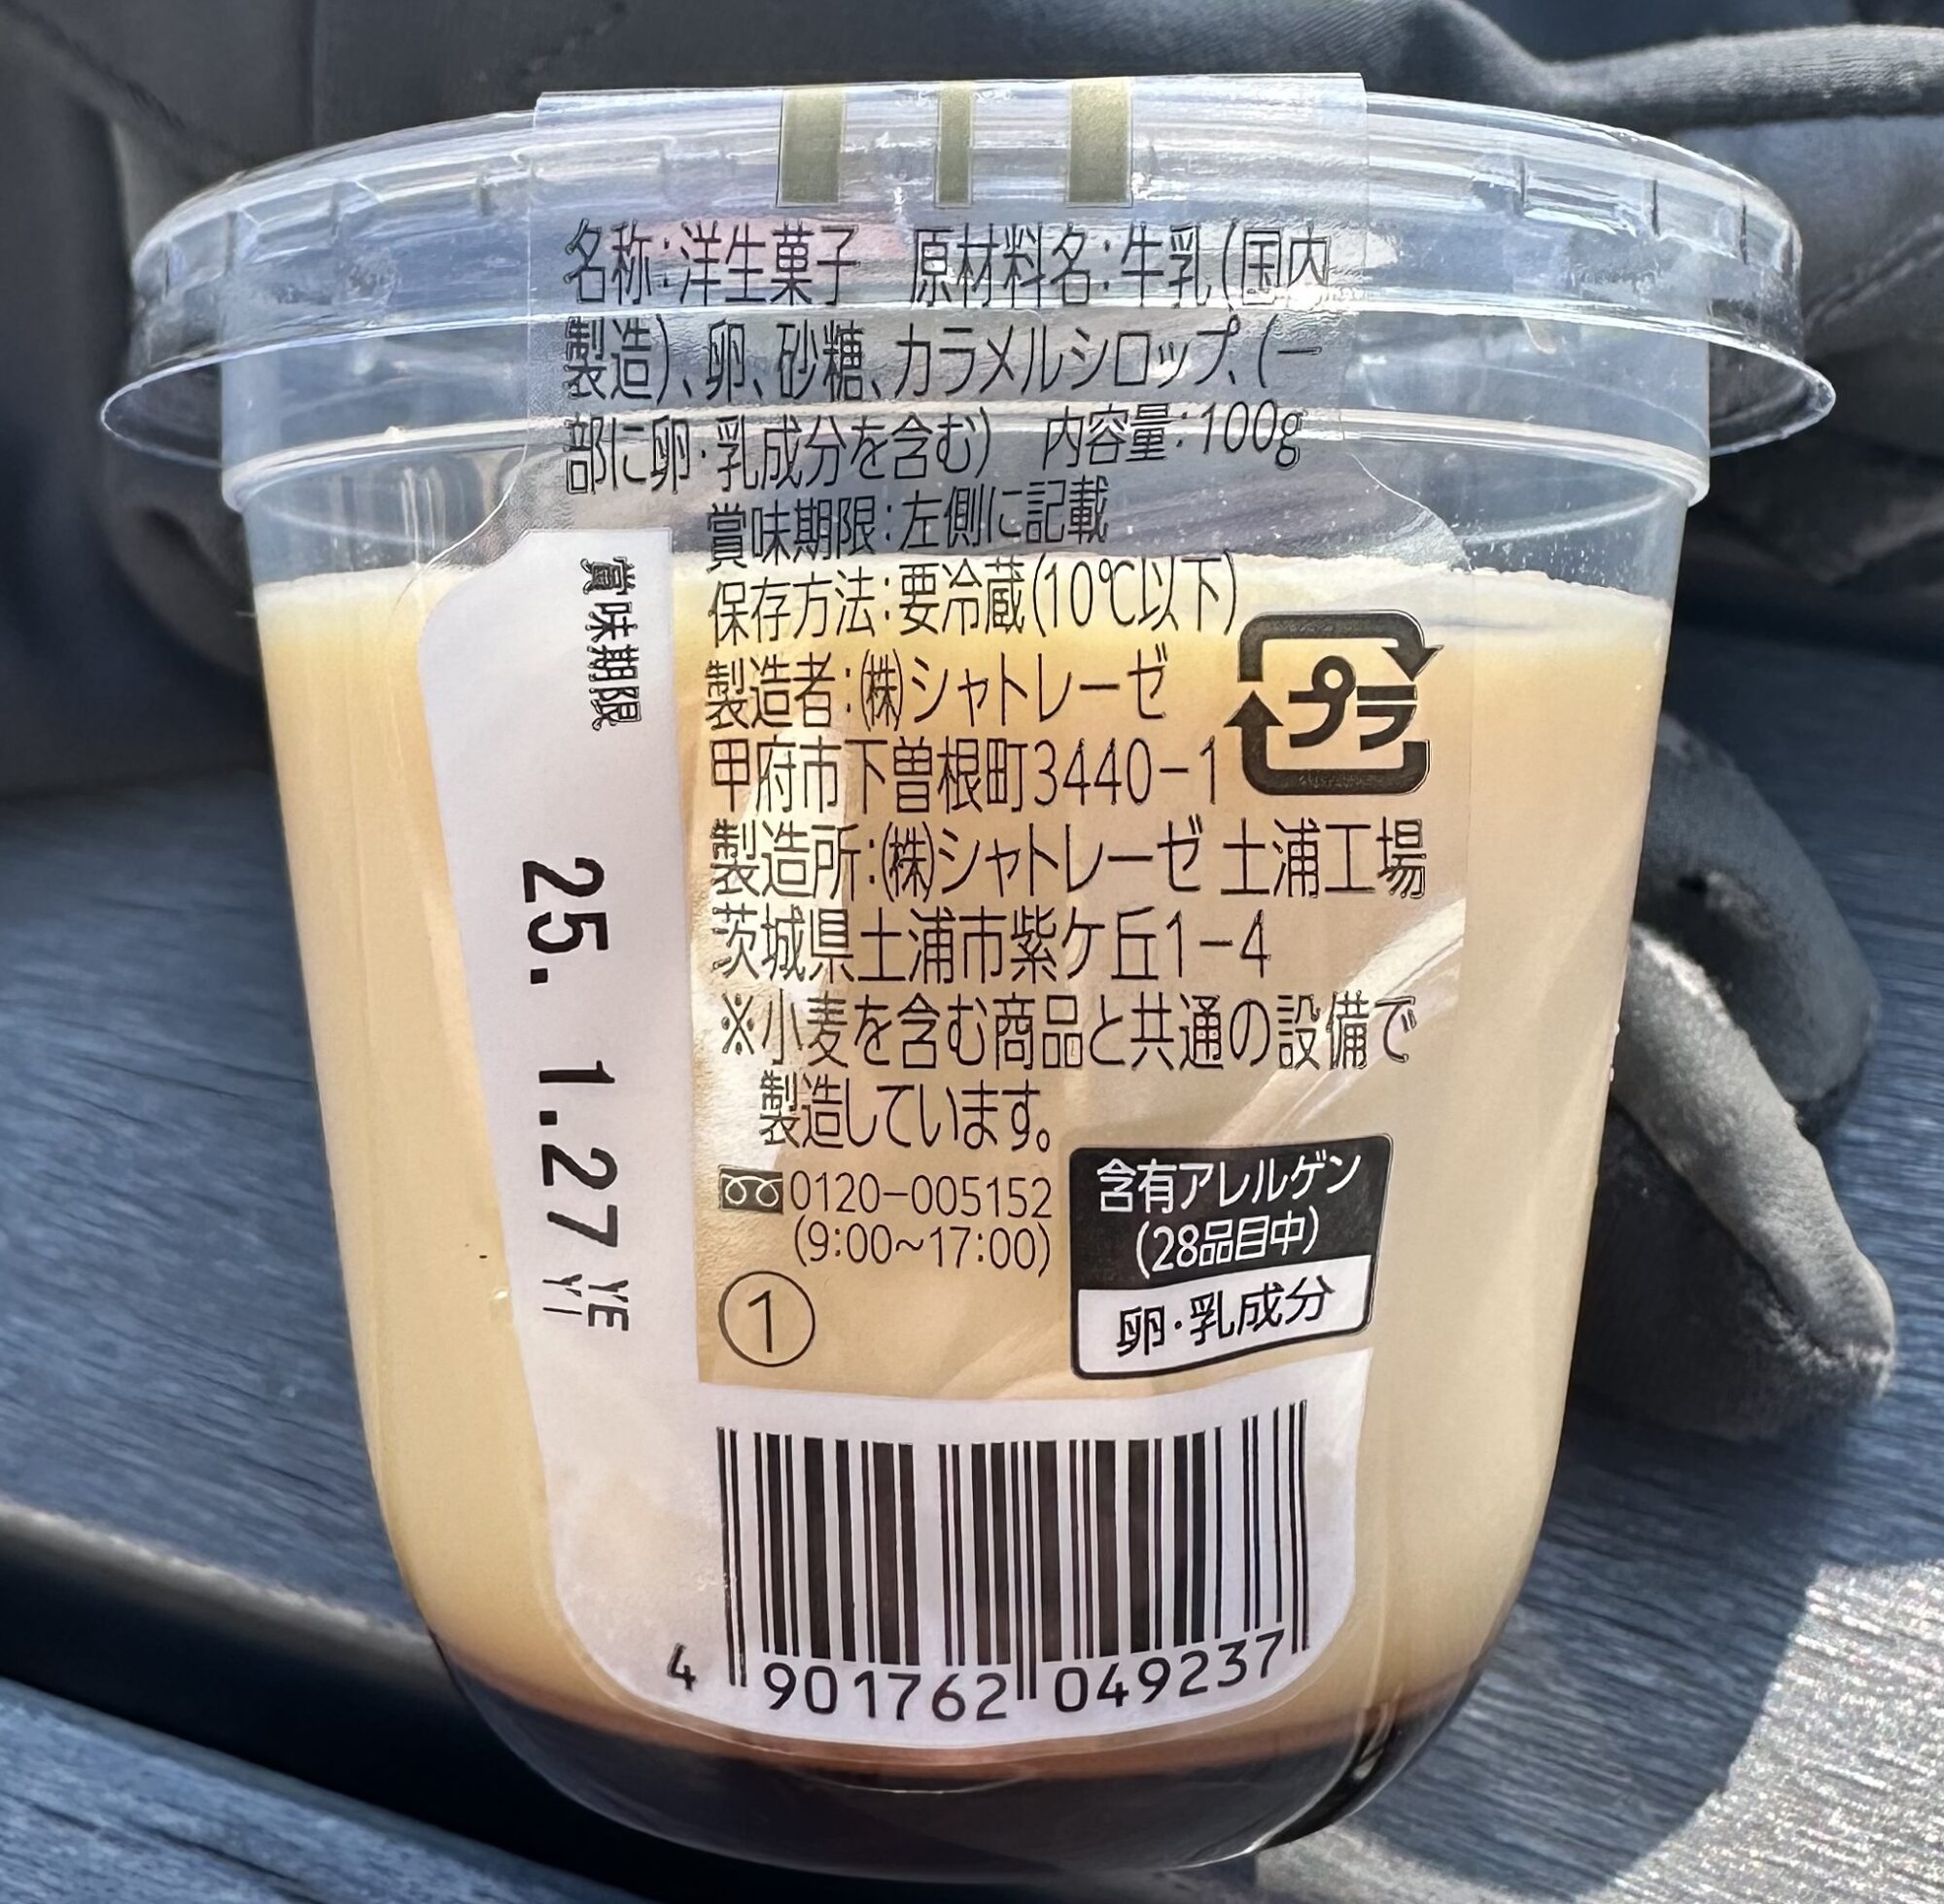 名称:洋生菓子 原材料名:牛乳(国内
製造)、卵、砂糖、カラメルシロップ、(一
部に卵・乳成分を含む) 内容量:100g
賞味期限:左側に記載
保存方法:要冷蔵(10℃以下)
製造者:㈱シャトレーゼ
甲府市下曽根町3440-1
プラ
製造所:㈱シャトレーゼ 土浦工場
茨城県土浦市紫ケ丘1-4
※小麦を含む商品と共通の設備で
製造しています。
0120-005152
(9:00~17:00)
①
含有アレルゲン
(28品目中)
卵・乳成分
賞味期限
25. 1.27
4 901762 049237